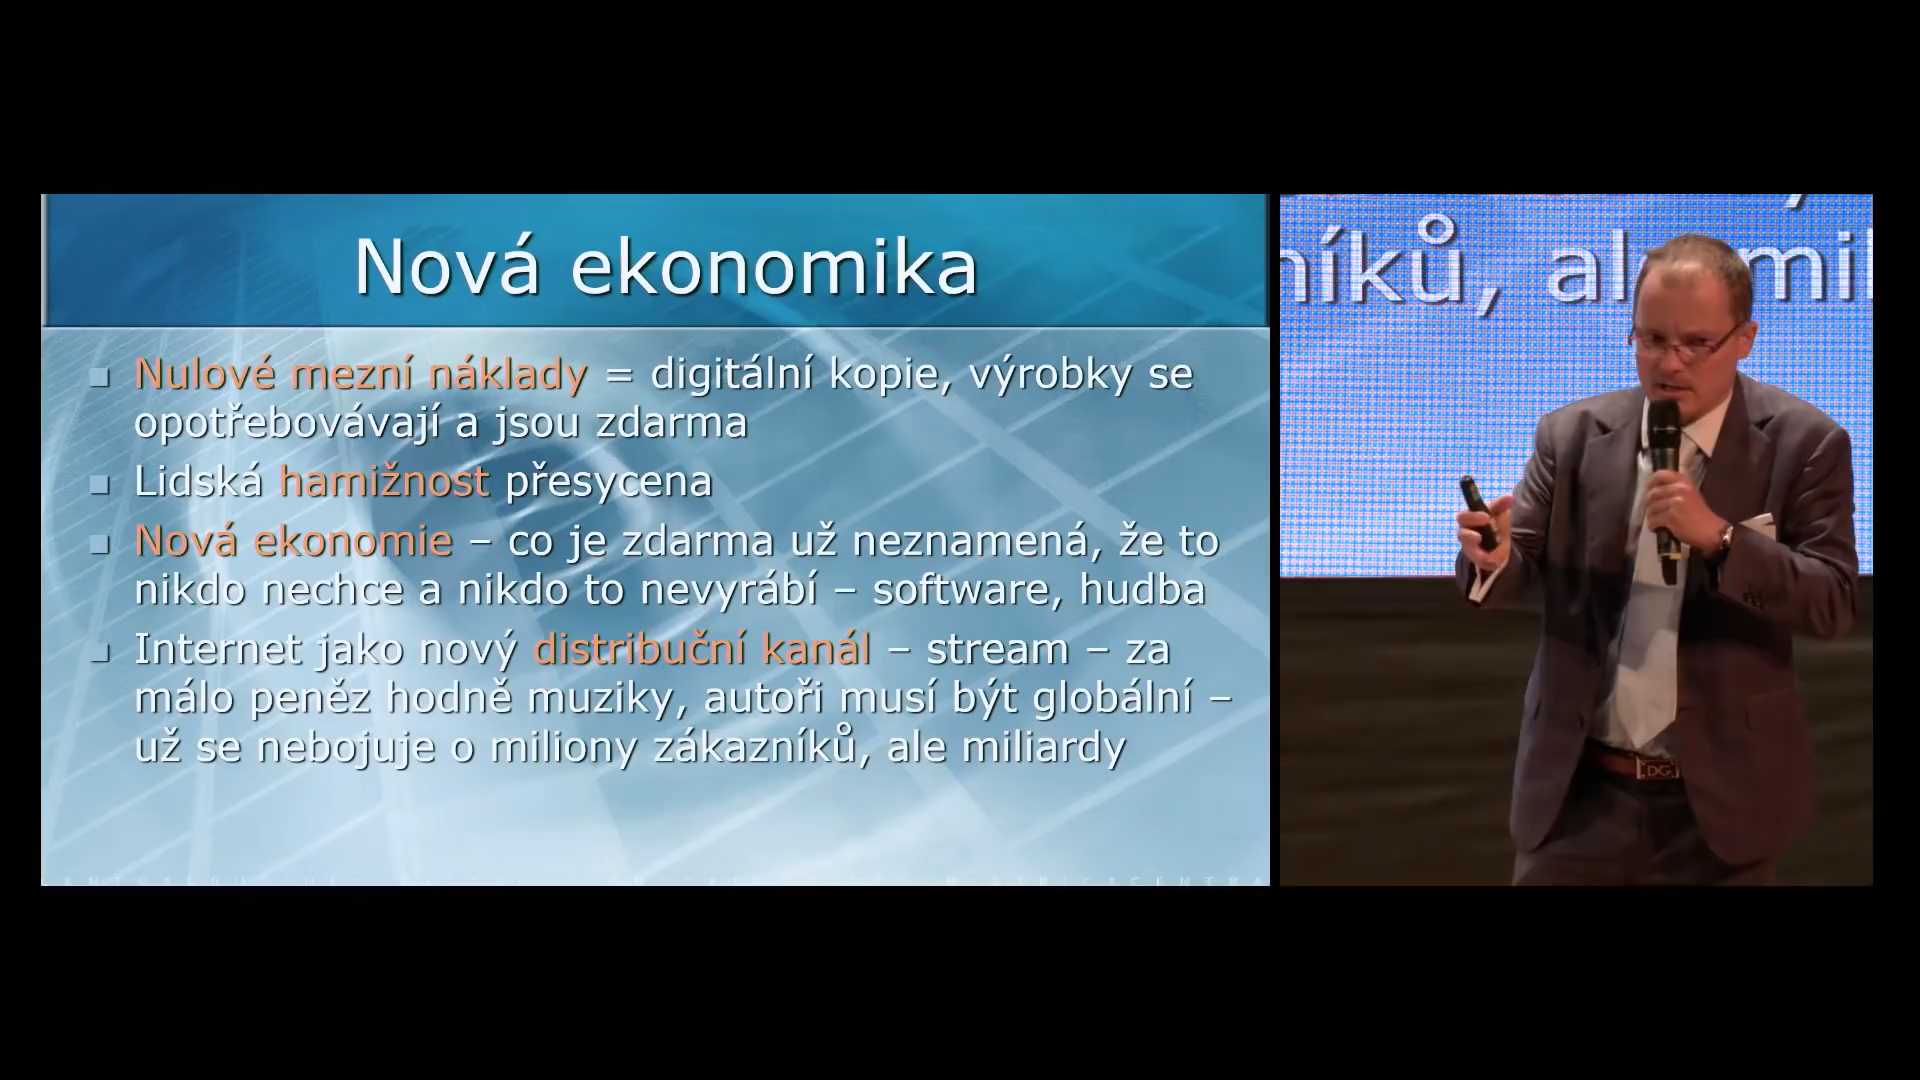 Nová ekonomika
Nulové mezní náklady = digitální kopie, výrobky se
opotřebovávají a jsou zdarma
Lidská hamižnost přesycena
Nová ekonomie – co je zdarma už neznamená, že to
nikdo nechce a nikdo to nevyrábí – software, hudba
Internet jako nový distribuční kanál – stream – za
málo peněz hodně muziky, autoři musí být globální –
už se nebojuje o miliony zákazníků, ale miliardy
níků, al mil
DG